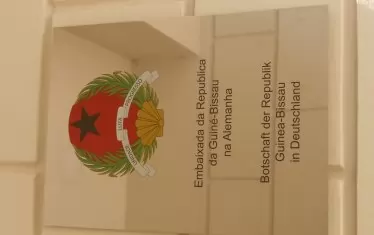 Embaixada da Republica
da Guiné-Bissau
na Alemanha
Botschaft der Republik
Guinea-Bissau
in Deutschland